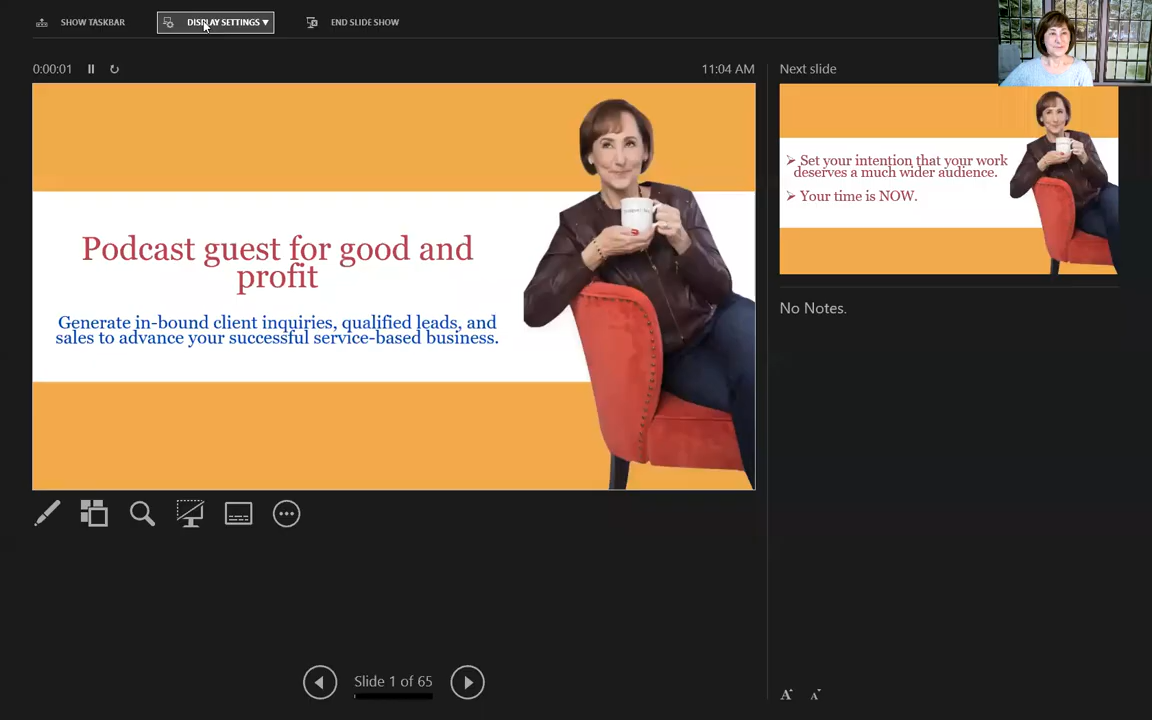 SHOW TASKBAR
DISPLAY SETTINGS
END SLIDE SHOW
0:00:01
11:04 AM
Podcast guest for good and
profit
Generate in-bound client inquiries, qualified leads, and
sales to advance your successful service-based business.
Next slide
➢ Set your intention that your work
deserves a much wider audience.
➢ Your time is NOW.
No Notes.
Slide 1 of 65
A A